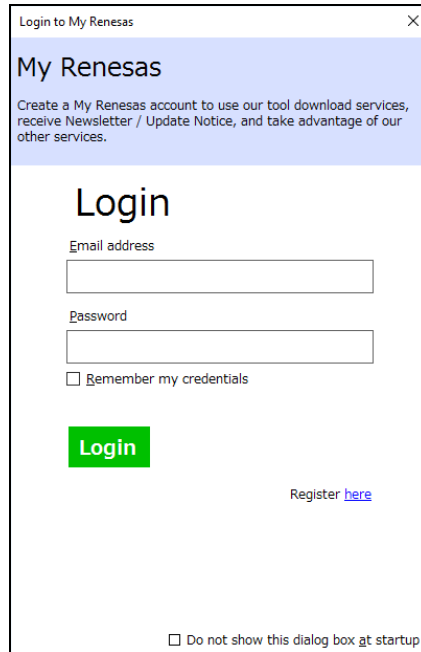 Login to My Renesas
My Renesas
Create a My Renesas account to use our tool download services,
receive Newsletter / Update Notice, and take advantage of our
other services.
Login
Email address
Password
Remember my credentials
Login
Register here
Do not show this dialog box at startup